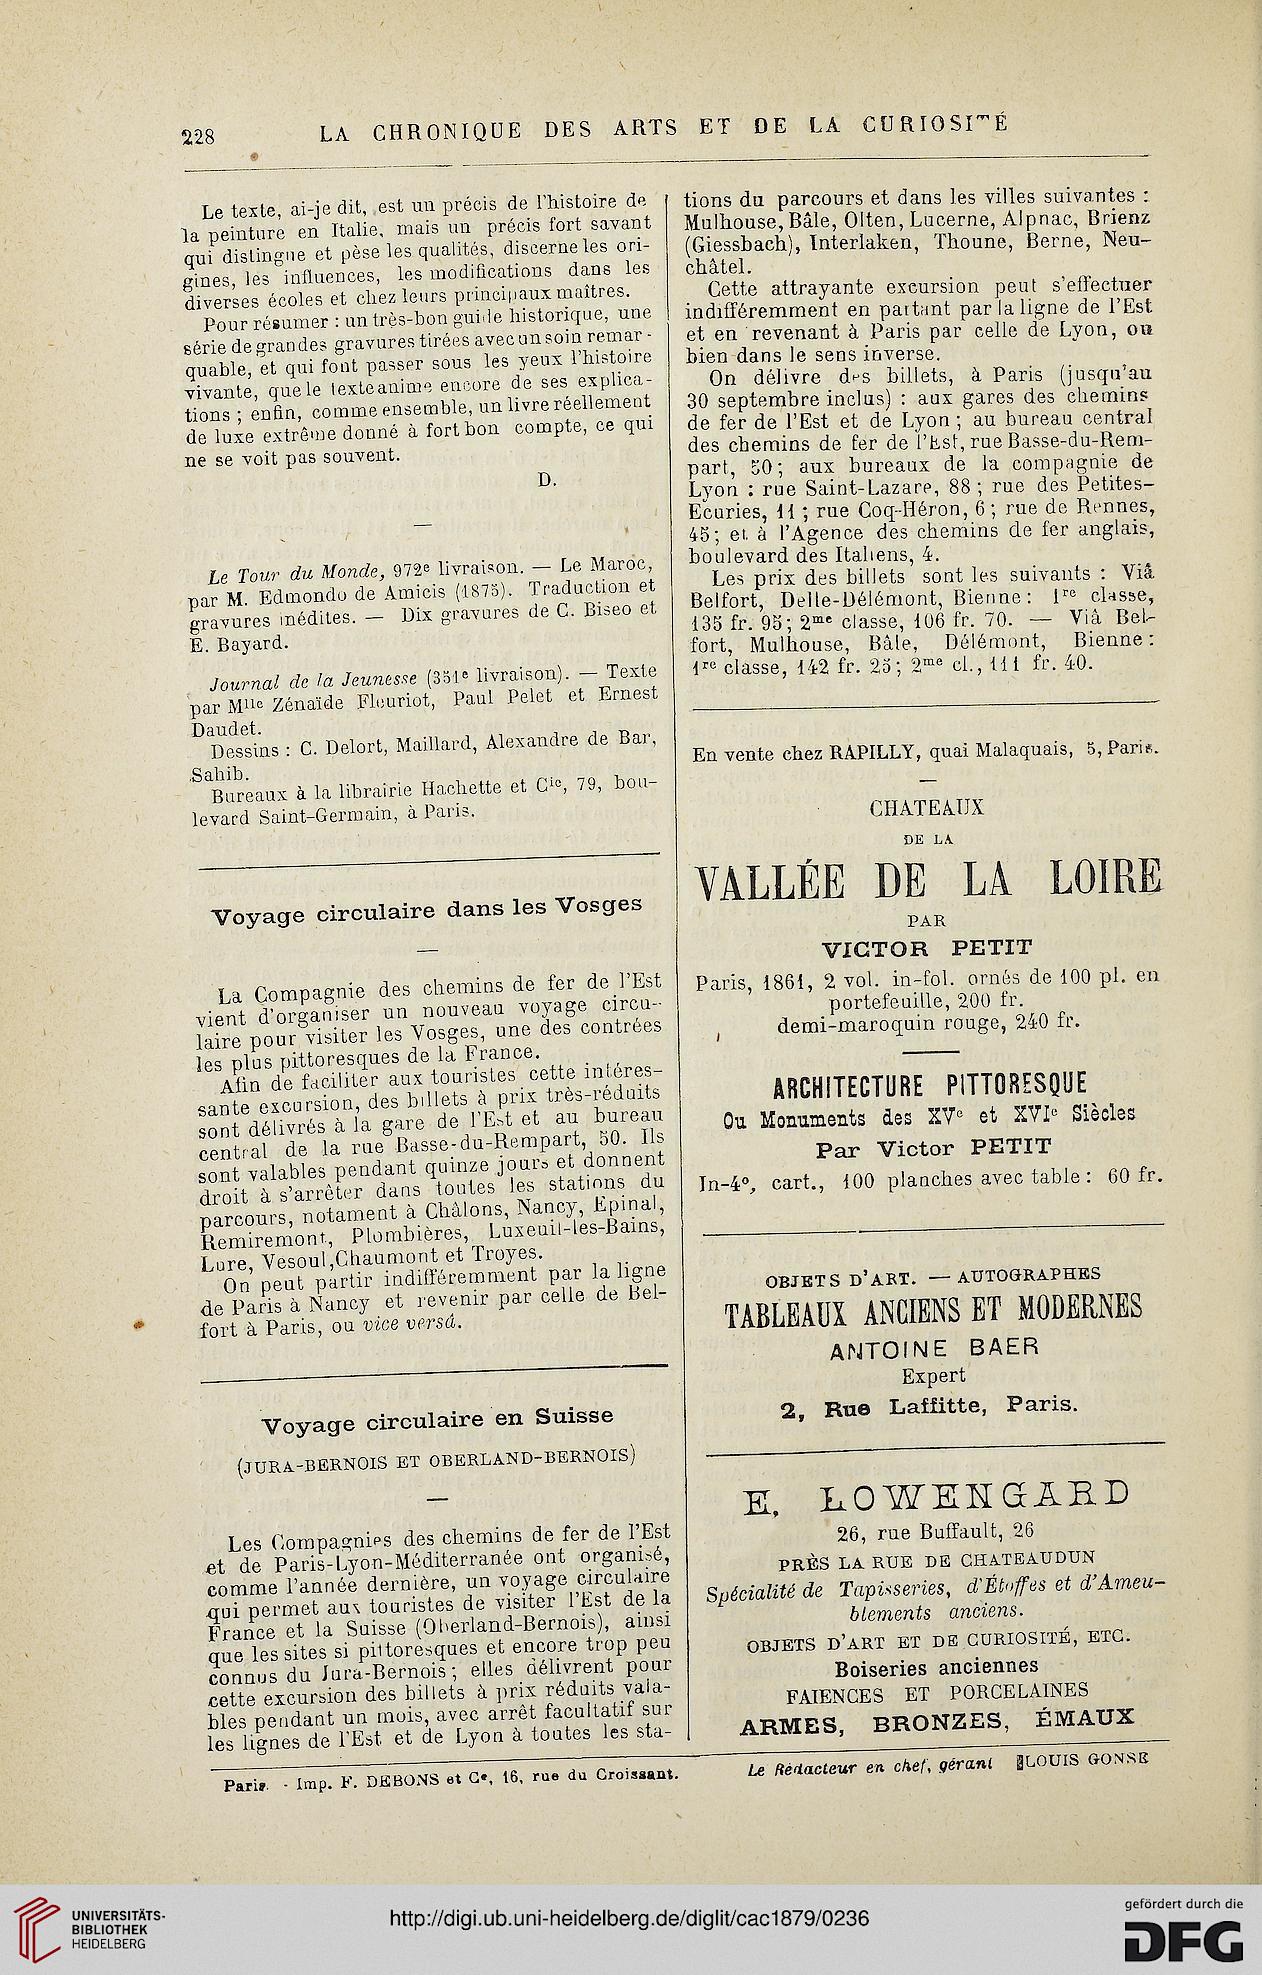 228
LA CHRONIQUE DES ARTS ET DE LA CURIOSITÉ
Le texte, ai-je dit, est un précis de l'histoire de
la peinture en Italie, mais un précis fort savant
qui distingue et pèse les qualités, discerne les ori-
gines, les influences, les modifications dans les
diverses écoles et chez leurs principaux maîtres.
Pour résumer : un très-bon guide historique, une
série de grandes gravures tirées avec un soin remar-
quable, et qui font passer sous les yeux l'histoire
vivante, que le texte anime encore de ses explica-
tions ; enfin, comme ensemble, un livre réellement
de luxe extrême donné à fort bon compte, ce qui
ne se voit pas souvent.
D.
—
Le Tour du Monde, 972e livraison. — Le Maroc,
par M. Edmondo de Amicis (1875). Traduction et
gravures inédites. — Dix gravures de C. Biseo et
E. Bayard.
Journal de la Jeunesse (351e livraison). — Texte
par Mlle Zénaïde Fleuriot, Paul Pelet et Ernest
Daudet.
Dessins : C. Delort, Maillard, Alexandre de Bar,
Sahib.
Bureaux à la librairie Hachette et Cie, 79, bou-
levard Saint-Germain, à Paris.
Voyage circulaire dans les Vosges
—
La Compagnie des chemins de fer de l'Est
vient d'organiser un nouveau voyage circu-
laire pour visiter les Vosges, une des contrées
les plus pittoresques de la France.
Afin de faciliter aux touristes cette intéres-
sante excursion, des billets à prix très-réduits
sont délivrés à la gare de l'Est et au bureau
central de la rue Basse-du-Rempart, 50. Ils
sont valables pendant quinze jours et donnent
droit à s'arrêter dans toutes les stations du
parcours, notament à Châlons, Nancy, Epinal,
Remiremont, Plombières, Luxeuil-les-Bains,
Lure, Vesoul, Chaumont et Troyes.
On peut partir indifféremment par la ligne
de Paris à Nancy et revenir par celle de Bel-
fort à Paris, ou vice versâ.
Voyage circulaire en Suisse
(JURA-BERNOIS ET OBERLAND-BERNOIS)
—
Les Compagnies des chemins de fer de l'Est
et de Paris-Lyon-Méditerranée ont organisé,
comme l'année dernière, un voyage circulaire
qui permet aux touristes de visiter l'Est de la
France et la Suisse (Oberland-Bernois), ainsi
que les sites si pittoresques et encore trop peu
connus du Jura-Bernois ; elles délivrent pour
cette excursion des billets à prix réduits vala-
bles pendant un mois, avec arrêt facultatif sur
les lignes de l'Est et de Lyon à toutes les sta-
tions du parcours et dans les villes suivantes :
Mulhouse, Bâle, Olten, Lucerne, Alpnac, Brienz
(Giessbach), Interlaken, Thoune, Berne, Neu-
châtel.
Cette attrayante excursion peut s'effectuer
indifféremment en partant par la ligne de l'Est
et en revenant à Paris par celle de Lyon, ou
bien dans le sens inverse.
On délivre des billets, à Paris (jusqu'au
30 septembre inclus) : aux gares des chemins
de fer de l'Est et de Lyon ; au bureau central
des chemins de fer de l'Est, rue Basse-du-Rem-
part, 50 ; aux bureaux de la compagnie de
Lyon : rue Saint-Lazare, 88 ; rue des Petites-
Ecuries, 11 ; rue Coq-Héron, 6 ; rue de Rennes,
45 ; et à l'Agence des chemins de fer anglais,
boulevard des Italiens, 4.
Les prix des billets sont les suivants : Viâ
Belfort, Delle-Délémont, Bienne : 1re classe,
135 fr. 95 ; 2me classe, 106 fr. 70. — Viâ Bel-
fort, Mulhouse, Bâle, Délémont, Bienne :
1re classe, 142 fr. 25 ; 2me cl., 111 fr. 40.
En vente chez RAPILLY, quai Malaquais, 5, Paris.
—
CHATEAUX
DE LA
VALLÉE DE LA LOIRE
PAR
VICTOR PETIT
Paris, 1861, 2 vol. in-fol. ornés de 100 pl. en
portefeuille, 200 fr.
demi-maroquin rouge, 240 fr.
ARCHITECTURE PITTORESQUE
Ou Monuments des XVe et XVIe Siècles
Par Victor PETIT
In-4°, cart., 100 planches avec table : 60 fr.
OBJETS D'ART. — AUTOGRAPHES
TABLEAUX ANCIENS ET MODERNES
ANTOINE BAER
Expert
2, Rue Laffitte, Paris.
E. LOWENGARD
26, rue Buffault, 26
PRÈS LA RUE DE CHATEAUDUN
Spécialité de Tapisseries, d'Étoffes et d'Ameu-
blements anciens.
OBJETS D'ART ET DE CURIOSITÉ, ETC.
Boiseries anciennes
FAIENCES ET PORCELAINES
ARMES, BRONZES, ÉMAUX
Paris. - Imp. F. DEBONS et Ce, 16, rue du Croissant.
Le Rédacteur en chef, gérant LOUIS GONSE
UNIVERSITÄTS-
BIBLIOTHEK
HEIDELBERG
http://digi.ub.uni-heidelberg.de/diglit/cac1879/0236
gefördert durch die
DFG